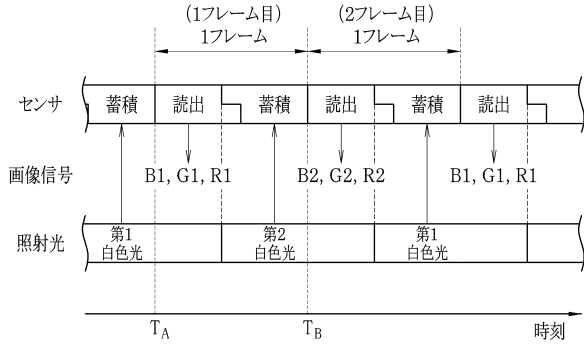 (1フレーム目) (2フレーム目)
1フレーム 1フレーム
センサ 蓄積 読出 蓄積 読出 蓄積 読出
画像信号 B1, G1, R1 B2, G2, R2 B1, G1, R1
照射光 第1 白色光 第2 白色光 第1 白色光
TA TB 時刻